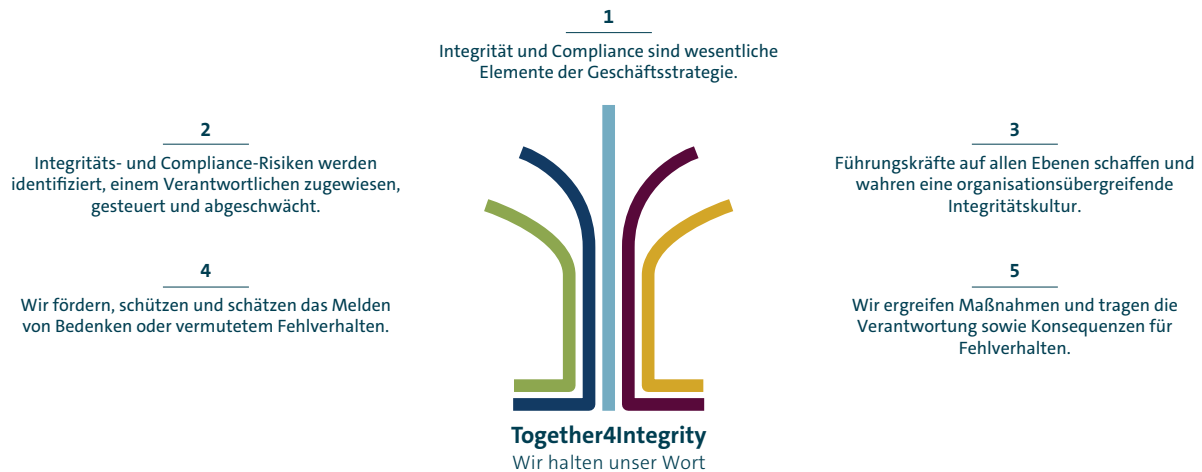 1
Integrität und Compliance sind wesentliche
Elemente der Geschäftsstrategie.
2
Integritäts- und Compliance-Risiken werden
identifiziert, einem Verantwortlichen zugewiesen,
gesteuert und abgeschwächt.
3
Führungskräfte auf allen Ebenen schaffen und
wahren eine organisationsübergreifende
Integritätskultur.
4
Wir fördern, schützen und schätzen das Melden
von Bedenken oder vermutetem Fehlverhalten.
5
Wir ergreifen Maßnahmen und tragen die
Verantwortung sowie Konsequenzen für
Fehlverhalten.
Together4Integrity
Wir halten unser Wort